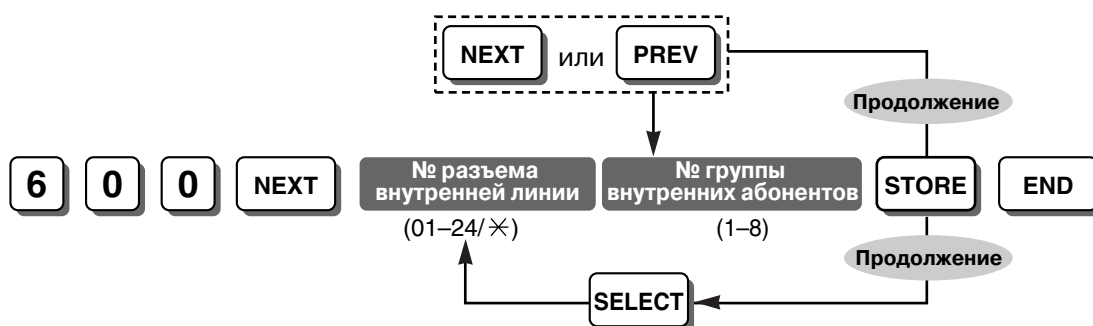 NEXT или PREV
Продолжение
6 0 0 NEXT № разъема внутренней линии № группы внутренних абонентов STORE END
(01–24/✳) (1–8)
Продолжение
SELECT